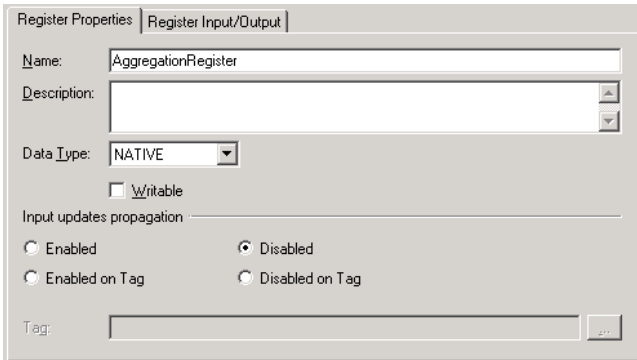 Register Properties Register Input/Output
Name: AggregationRegister
Description:
Data Type: NATIVE
Writable
Input updates propagation
Enabled Disabled
Enabled on Tag Disabled on Tag
Tag: ...